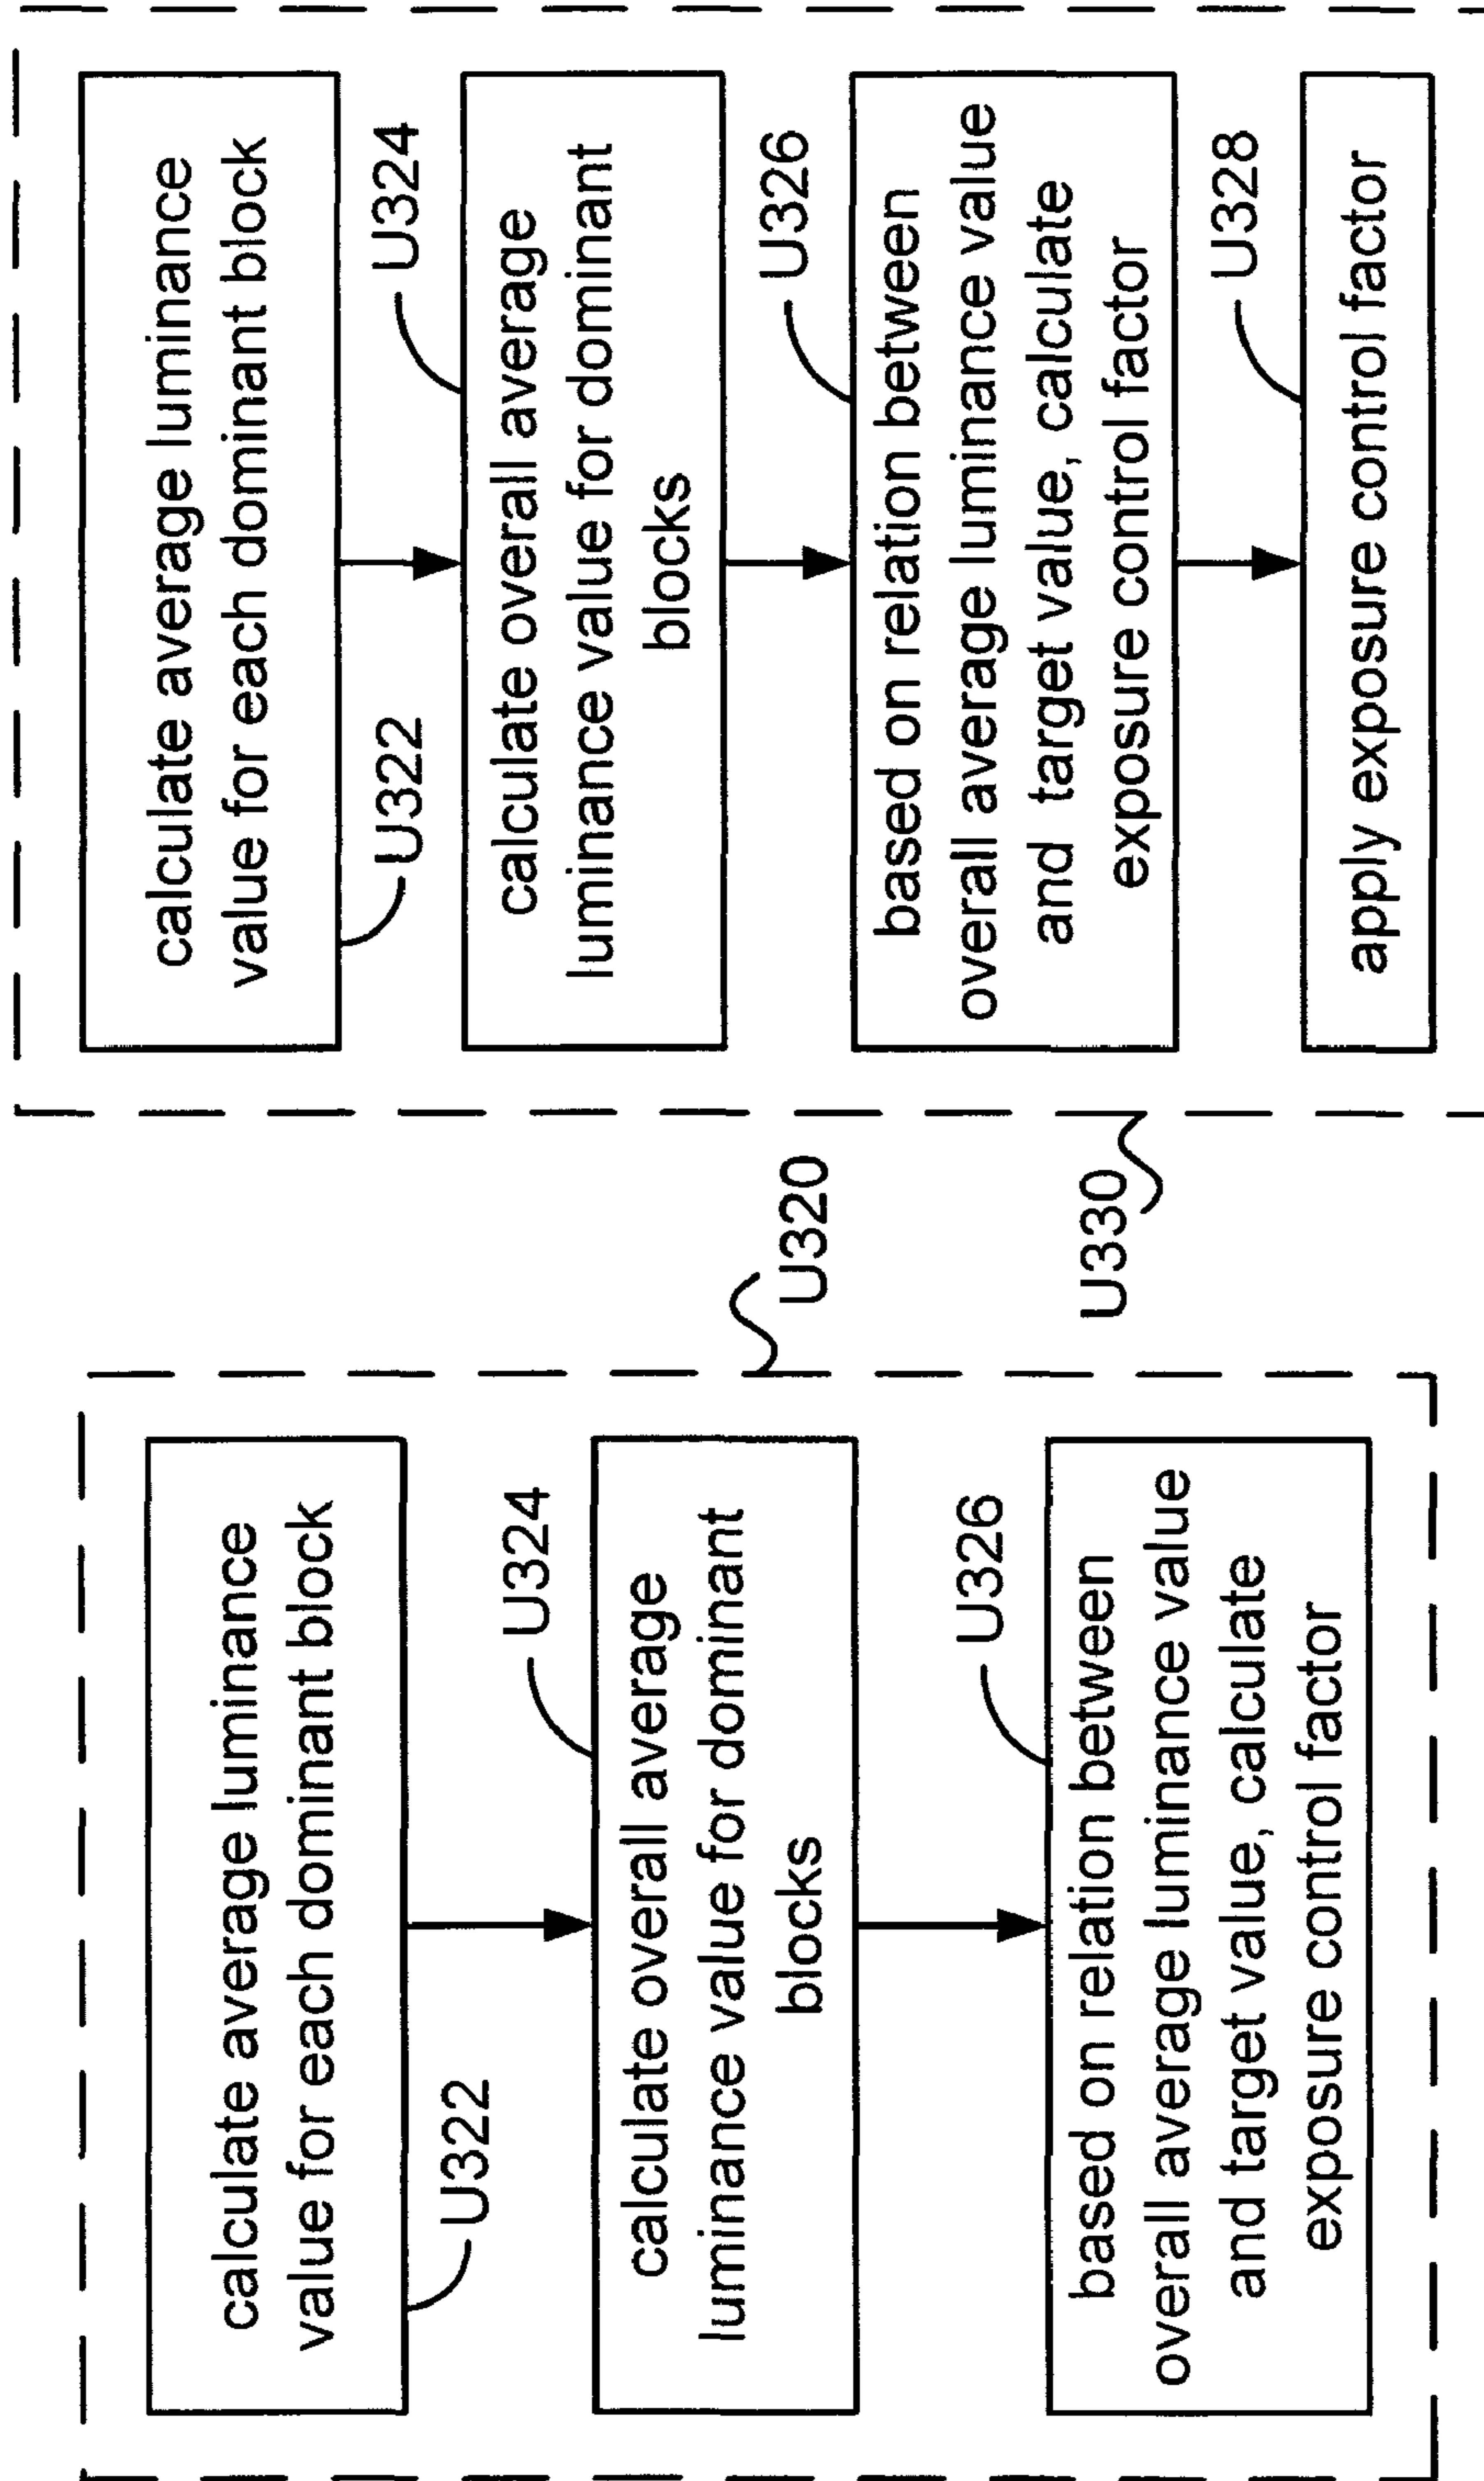 calculate average luminance
value for each dominant block
U322
U324
calculate overall average
luminance value for dominant
blocks
U326
based on relation between
overall average luminance value
and target value, calculate
exposure control factor
U320
calculate average luminance
value for each dominant block
U322
U324
calculate overall average
luminance value for dominant
blocks
U326
based on relation between
overall average luminance value
and target value, calculate
exposure control factor
U328
apply exposure control factor
U330